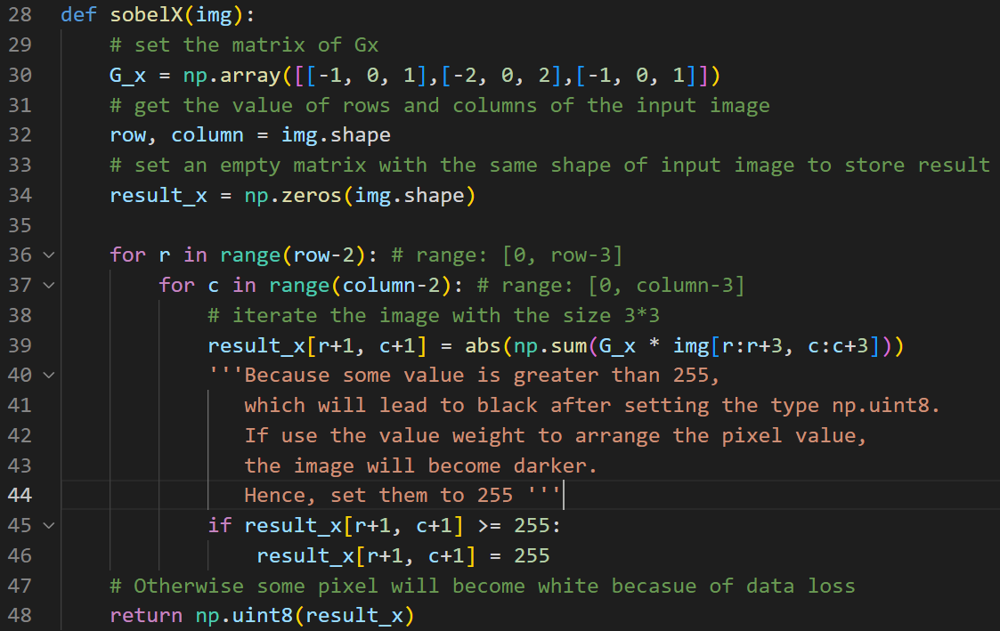 28 def sobelX(img):
29     # set the matrix of Gx
30     G_x = np.array([[-1, 0, 1],[-2, 0, 2],[-1, 0, 1]])
31     # get the value of rows and columns of the input image
32     row, column = img.shape
33     # set an empty matrix with the same shape of input image to store result
34     result_x = np.zeros(img.shape)
35
36     for r in range(row-2): # range: [0, row-3]
37         for c in range(column-2): # range: [0, column-3]
38             # iterate the image with the size 3*3
39             result_x[r+1, c+1] = abs(np.sum(G_x * img[r:r+3, c:c+3]))
40             '''Because some value is greater than 255,
41                which will lead to black after setting the type np.uint8.
42                If use the value weight to arrange the pixel value,
43                the image will become darker.
44                Hence, set them to 255 '''
45             if result_x[r+1, c+1] >= 255:
46                 result_x[r+1, c+1] = 255
47     # Otherwise some pixel will become white becasue of data loss
48     return np.uint8(result_x)